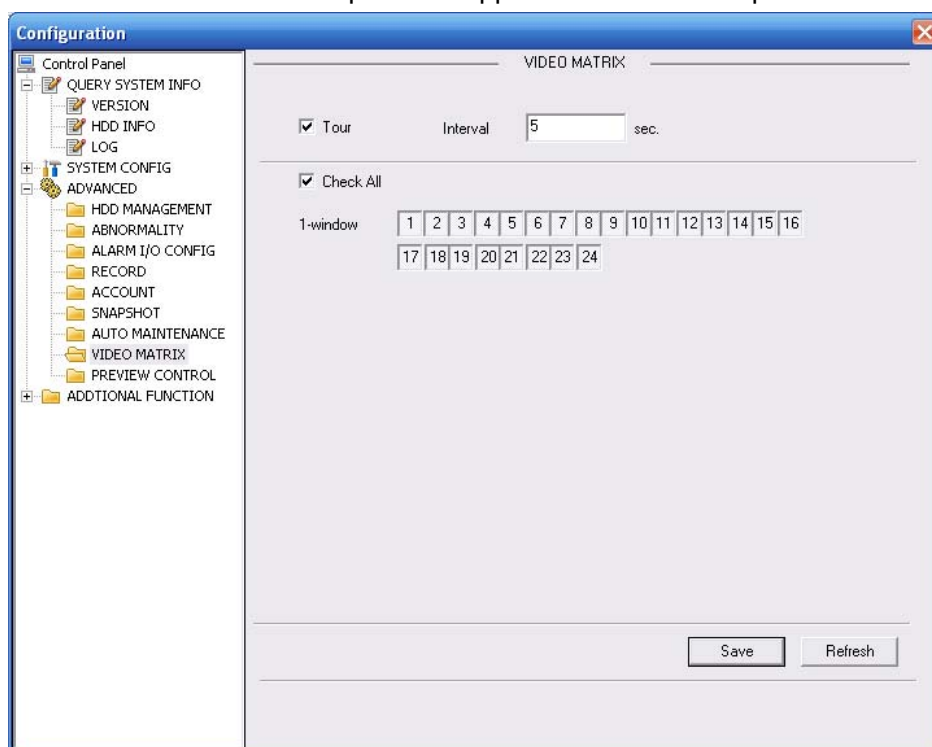 Configuration
Control Panel
QUERY SYSTEM INFO
VERSION
HDD INFO
LOG
SYSTEM CONFIG
ADVANCED
HDD MANAGEMENT
ABNORMALITY
ALARM I/O CONFIG
RECORD
ACCOUNT
SNAPSHOT
AUTO MAINTENANCE
VIDEO MATRIX
PREVIEW CONTROL
ADDTIONAL FUNCTION
VIDEO MATRIX
Tour Interval 5 sec.
Check All
1-window 1 2 3 4 5 6 7 8 9 10 11 12 13 14 15 16
17 18 19 20 21 22 23 24
Save Refresh